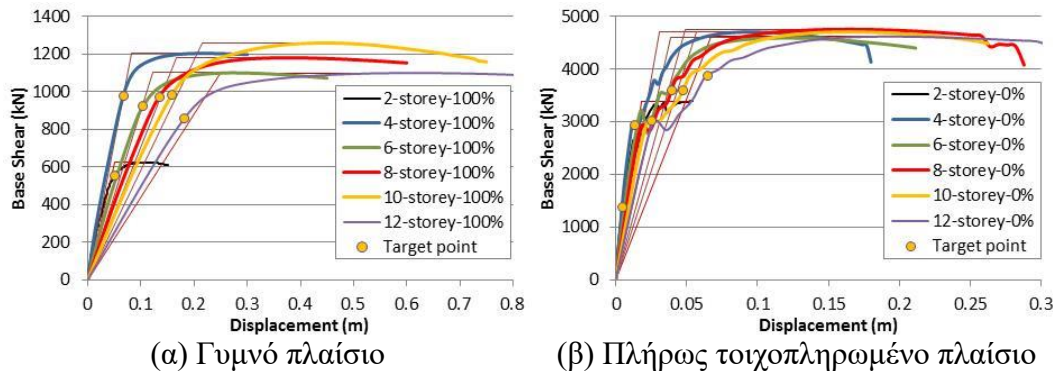 1400
1200
1000
800
600
400
200
0
Base Shear (kN)
0 0.1 0.2 0.3 0.4 0.5 0.6 0.7 0.8
Displacement (m)
2-storey-100%
4-storey-100%
6-storey-100%
8-storey-100%
10-storey-100%
12-storey-100%
Target point
(α) Γυμνό πλαίσιο
5000
4000
3000
2000
1000
0
Base Shear (kN)
0 0.05 0.1 0.15 0.2 0.25 0.3
Displacement (m)
2-storey-0%
4-storey-0%
6-storey-0%
8-storey-0%
10-storey-0%
12-storey-0%
Target point
(β) Πλήρως τοιχοπληρωμένο πλαίσιο